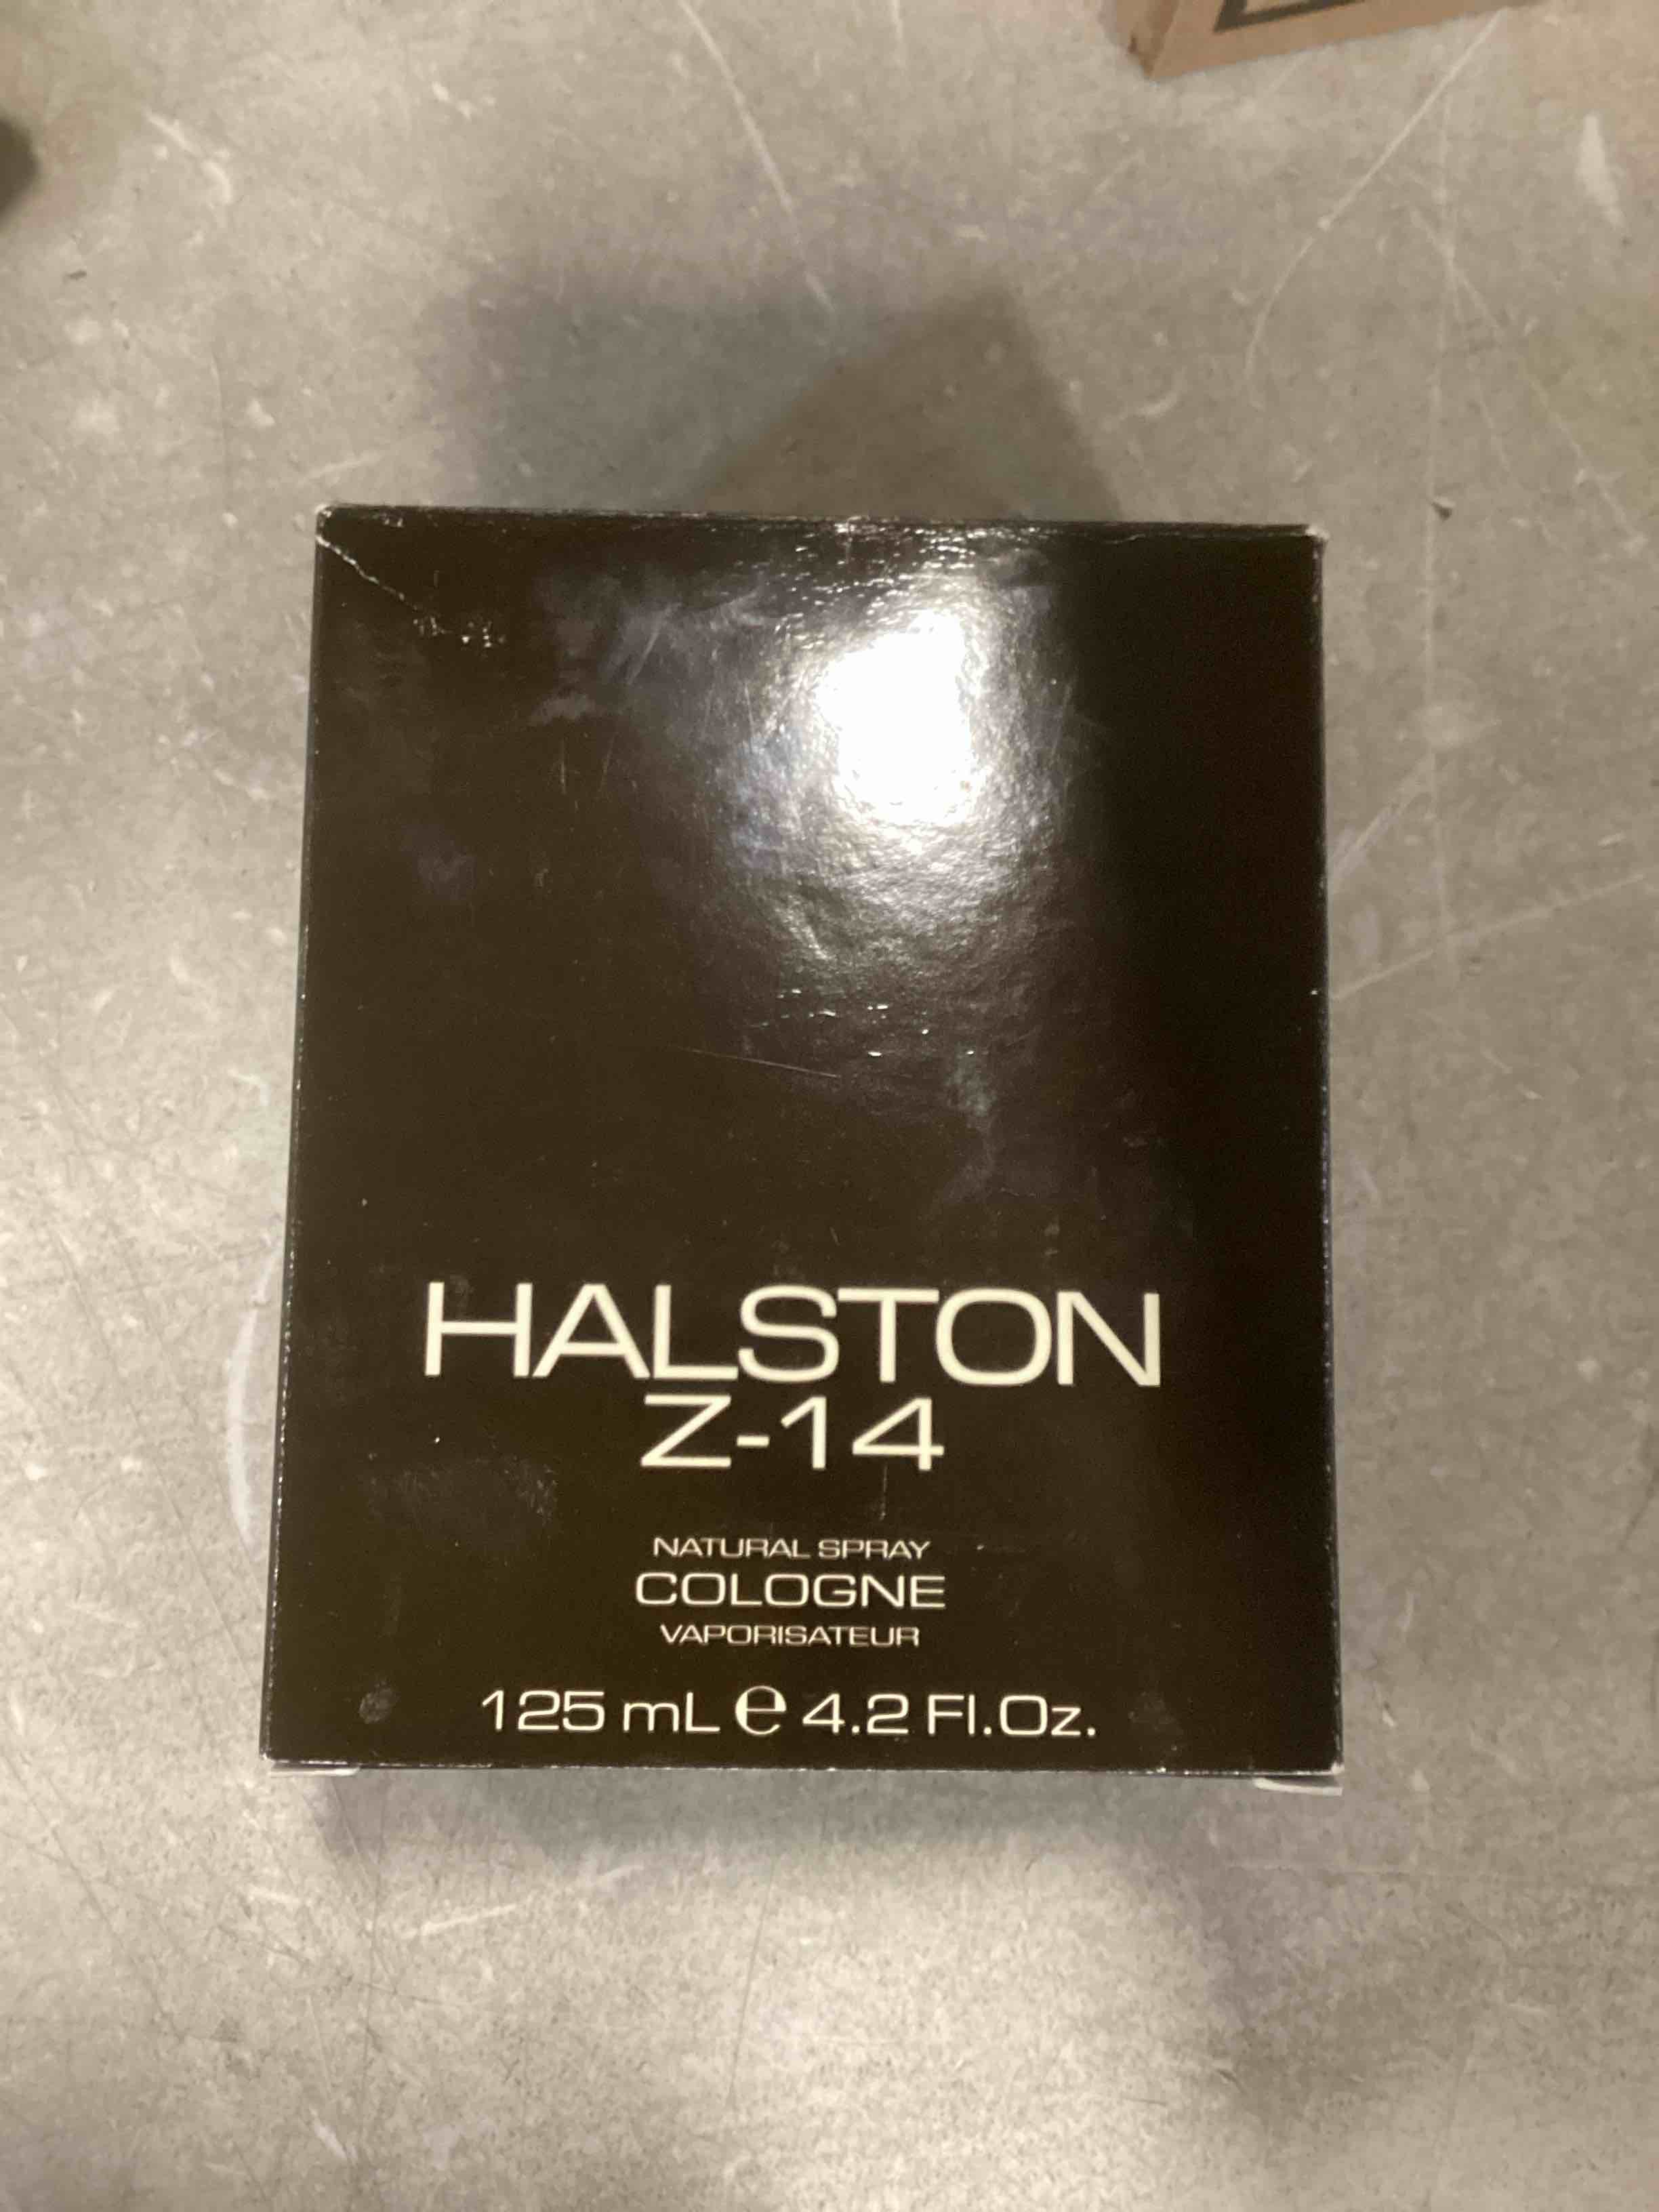 HALSTON
Z-14
NATURAL SPRAY
COLOGNE
VAPORISATEUR
125 mL e 4.2 Fl.Oz.